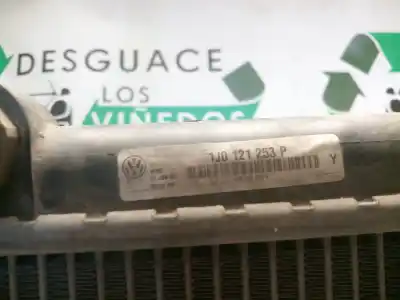 DESGUACE
LOS
VIÑEDOS
1J0 121 253 P
Y